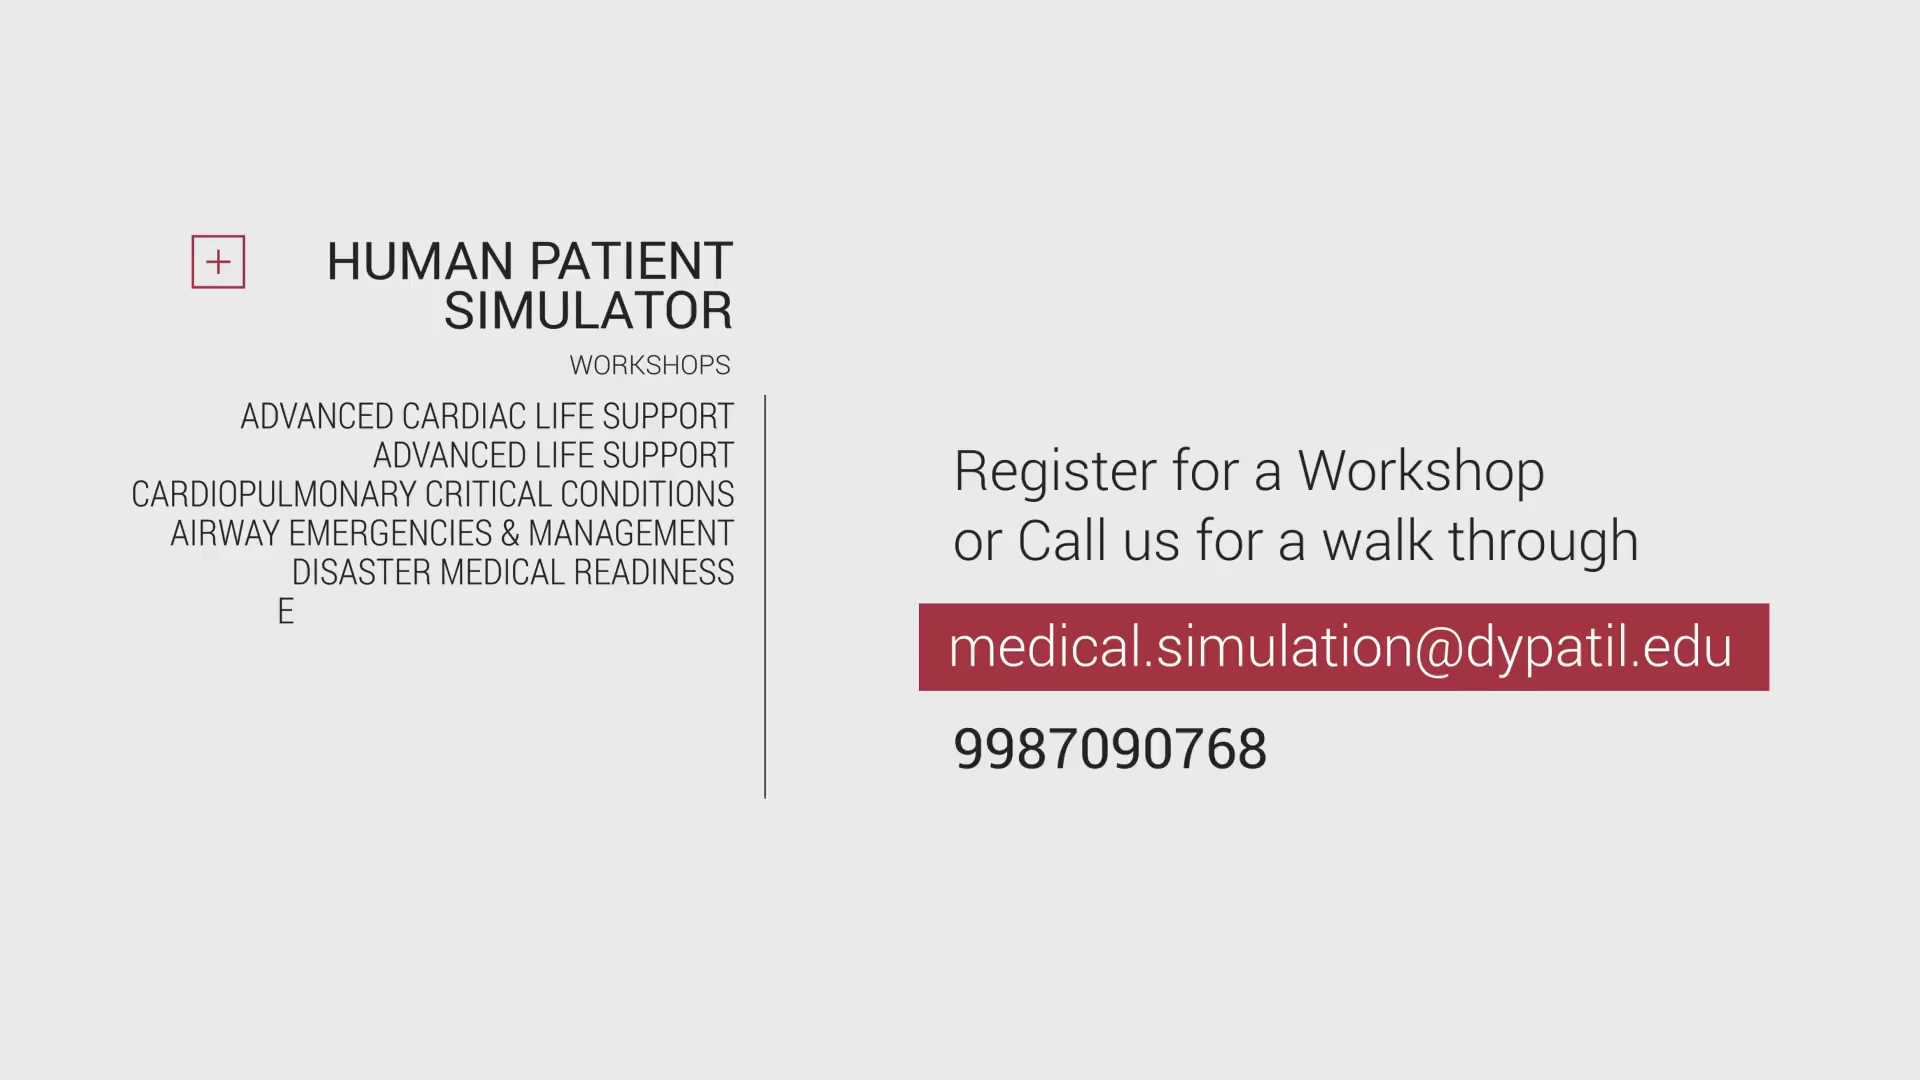 HUMAN PATIENT
SIMULATOR
WORKSHOPS
ADVANCED CARDIAC LIFE SUPPORT
ADVANCED LIFE SUPPORT
CARDIOPULMONARY CRITICAL CONDITIONS
AIRWAY EMERGENCIES & MANAGEMENT
DISASTER MEDICAL READINESS
E
Register for a Workshop
or Call us for a walk through
medical.simulation@dypatil.edu
9987090768